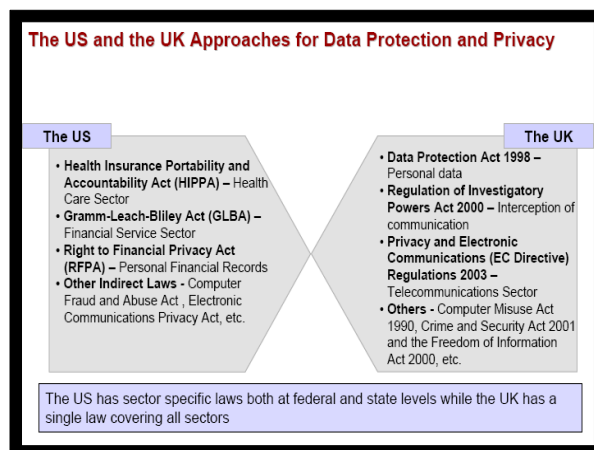 The US and the UK Approaches for Data Protection and Privacy
The US
• Health Insurance Portability and
Accountability Act (HIPPA) – Health
Care Sector
• Gramm-Leach-Bliley Act (GLBA) –
Financial Service Sector
• Right to Financial Privacy Act
(RFPA) – Personal Financial Records
• Other Indirect Laws - Computer
Fraud and Abuse Act , Electronic
Communications Privacy Act, etc.
The UK
• Data Protection Act 1998 –
Personal data
• Regulation of Investigatory
Powers Act 2000 – Interception of
communication
• Privacy and Electronic
Communications (EC Directive)
Regulations 2003 –
Telecommunications Sector
• Others - Computer Misuse Act
1990, Crime and Security Act 2001
and the Freedom of Information
Act 2000, etc.
The US has sector specific laws both at federal and state levels while the UK has a
single law covering all sectors